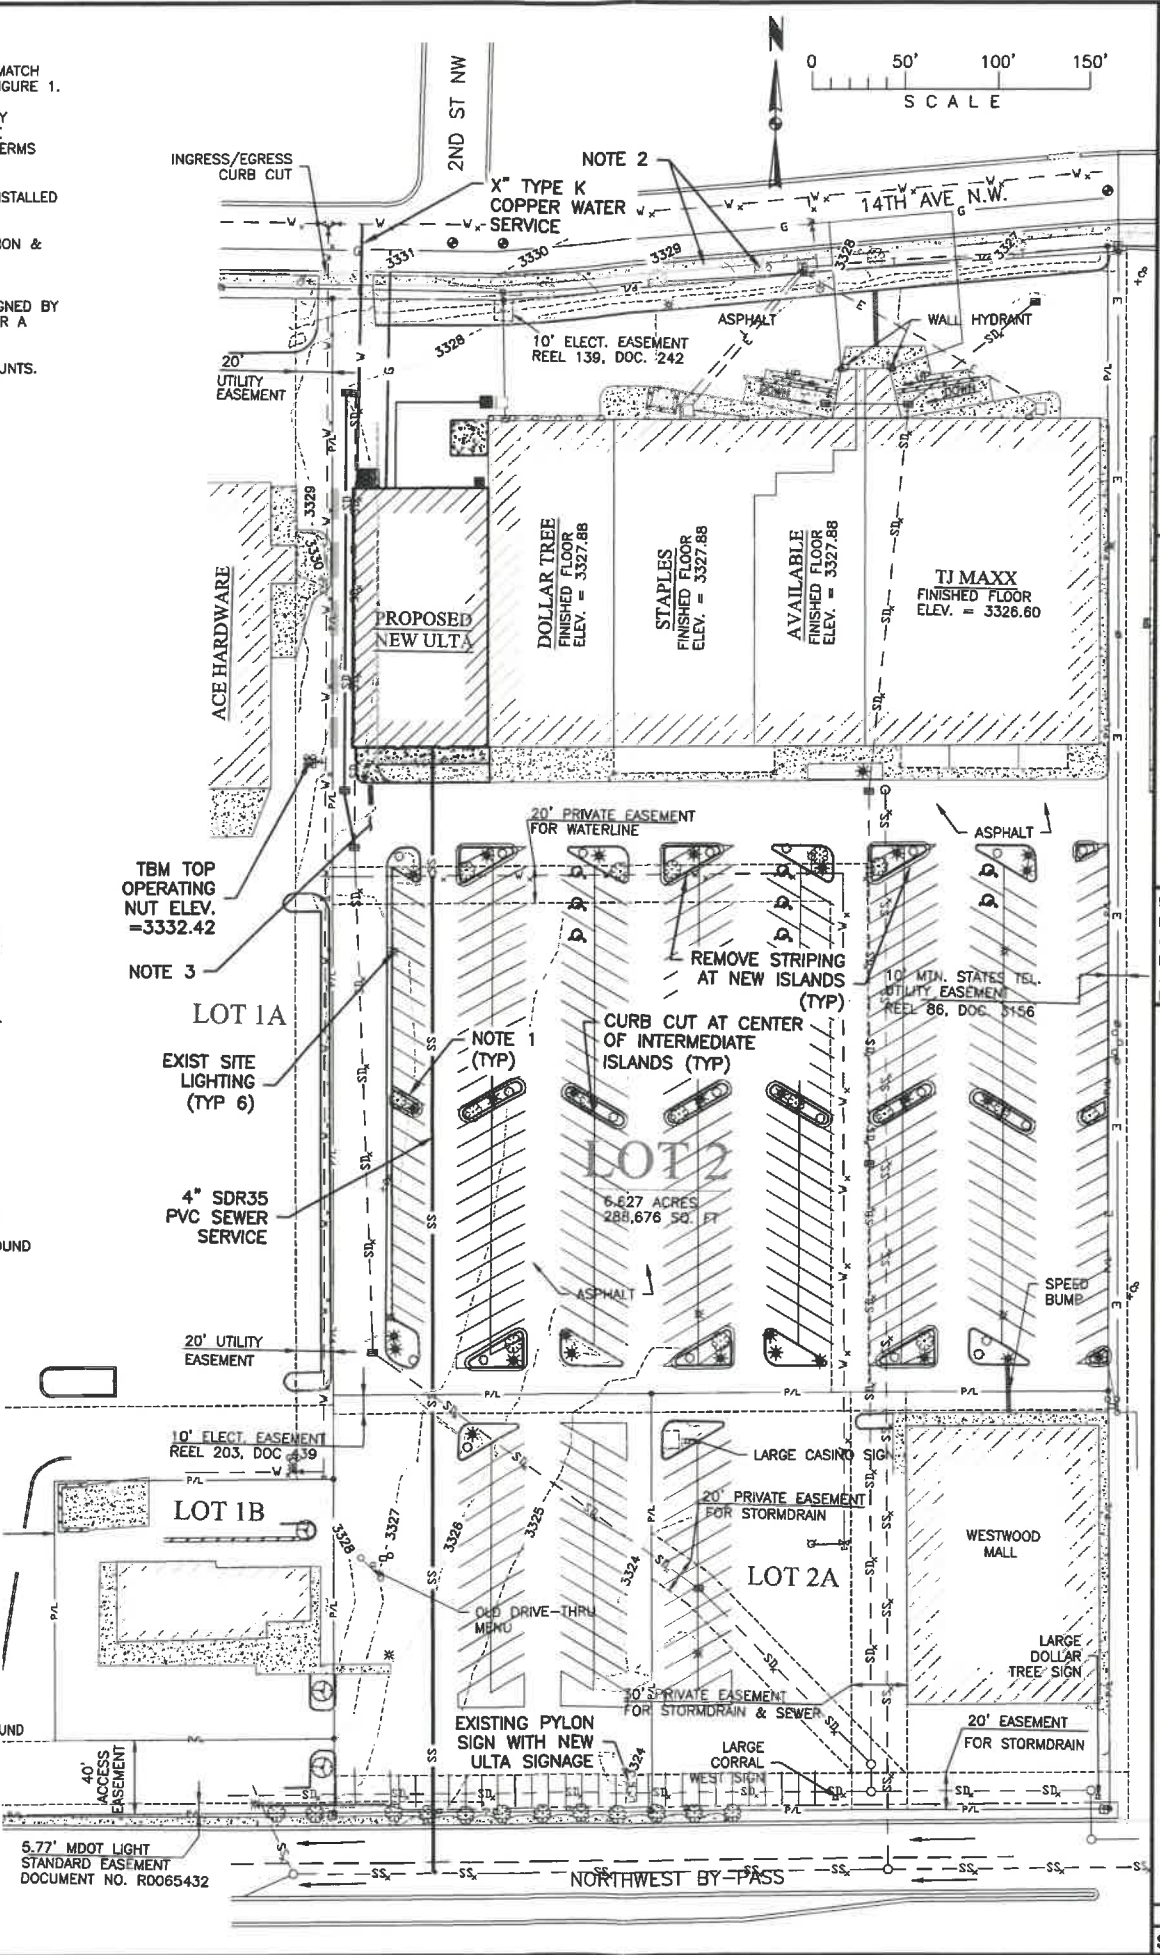 MATCH
IGURE 1.
Y
ERMS
ISTALLED
ION &
GNED BY
R A
UNTS.
N
0 50' 100' 150'
SCALE
2ND ST NW
INGRESS/EGRESS
CURB CUT
X" TYPE K
COPPER WATER
SERVICE
NOTE 2
14TH AVE N.W.
3331
3330
3329
3328
3327
3328
ASPHALT
WALL HYDRANT
10' ELECT. EASEMENT
REEL 139, DOC. 242
20'
UTILITY
EASEMENT
UP
DOWN
UP
DOWN
3329
3330
ACE HARDWARE
PROPOSED
NEW ULTA
DOLLAR TREE
FINISHED FLOOR
ELEV. = 3327.88
STAPLES
FINISHED FLOOR
ELEV. = 3327.88
AVAILABLE
FINISHED FLOOR
ELEV. = 3327.88
TJ MAXX
FINISHED FLOOR
ELEV. = 3326.60
20' PRIVATE EASEMENT
FOR WATERLINE
ASPHALT
TBM TOP
OPERATING
NUT ELEV.
=3332.42
NOTE 3
REMOVE STRIPING
AT NEW ISLANDS
(TYP)
10' MTN. STATES TEL.
UTILITY EASEMENT
REEL 86, DOC 3156
LOT 1A
NOTE 1
(TYP)
CURB CUT AT CENTER
OF INTERMEDIATE
ISLANDS (TYP)
EXIST SITE
LIGHTING
(TYP 6)
LOT 2
6.627 ACRES
288,676 SQ. FT
4" SDR35
PVC SEWER
SERVICE
OUND
ASPHALT
SPEED
BUMP
20' UTILITY
EASEMENT
P/L P/L P/L
10' ELECT. EASEMENT
REEL 203, DOC 439
P/L
LARGE CASINO SIGN
LOT 1B
20' PRIVATE EASEMENT
FOR STORMDRAIN
3328
3327
3326
3325
3324
WESTWOOD
MALL
LOT 2A
OLD DRIVE-THRU
MENU
LARGE
DOLLAR
TREE SIGN
30' PRIVATE EASEMENT
FOR STORMDRAIN & SEWER
UND
EXISTING PYLON
SIGN WITH NEW
ULTA SIGNAGE
3324
LARGE
CORRAL
WEST SIGN
20' EASEMENT
FOR STORMDRAIN
40'
ACCESS
EASEMENT
5.77' MDOT LIGHT
STANDARD EASEMENT
DOCUMENT NO. R0065432
NORTHWEST BY-PASS